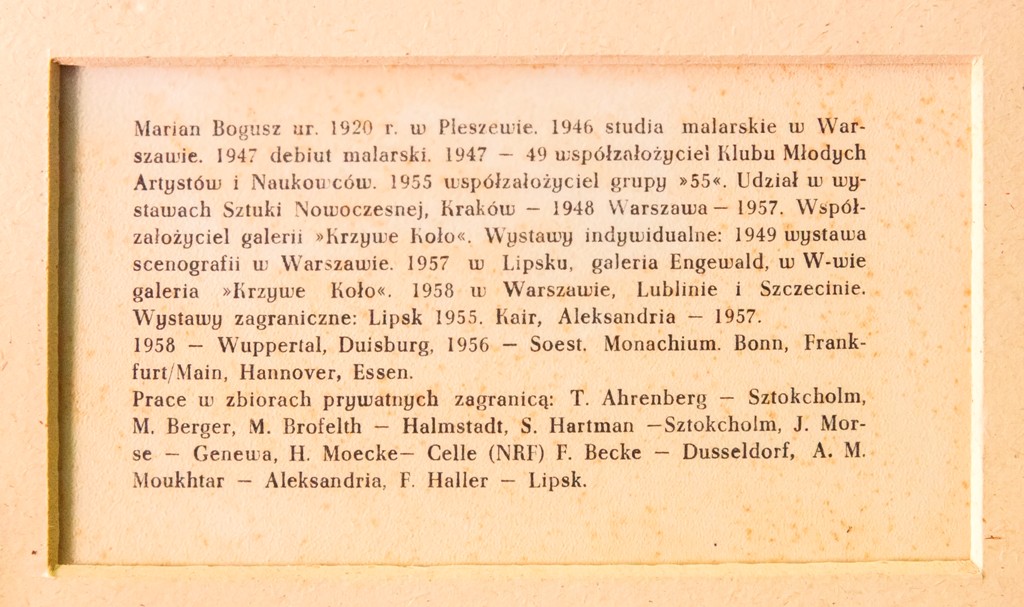 Marian Bogusz ur. 1920 r. w Pleszewie. 1946 studia malarskie w War-
szawie. 1947 debiut malarski. 1947 — 49 współzałożyciel Klubu Młodych
Artystów i Naukowców. 1955 współzałożyciel grupy »55«. Udział w wy-
stawach Sztuki Nowoczesnej, Kraków — 1948 Warszawa — 1957. Współ-
założyciel galerii »Krzywe Koło«. Wystawy indywidualne: 1949 wystawa
scenografii w Warszawie. 1957 w Lipsku, galeria Engewald, w W-wie
galeria »Krzywe Koło«. 1958 w Warszawie, Lublinie i Szczecinie.
Wystawy zagraniczne: Lipsk 1955. Kair, Aleksandria — 1957.
1958 — Wuppertal, Duisburg, 1956 — Soest. Monachium. Bonn, Frank-
furt/Main, Hannover, Essen.
Prace w zbiorach prywatnych zagranicą: T. Ahrenberg — Sztokcholm,
M. Berger, M. Brofelth — Halmstadt, S. Hartman —Sztokcholm, J. Mor-
se — Genewa, H. Moecke— Celle (NRF) F. Becke — Dusseldorf, A. M.
Moukhtar — Aleksandria, F. Haller — Lipsk.